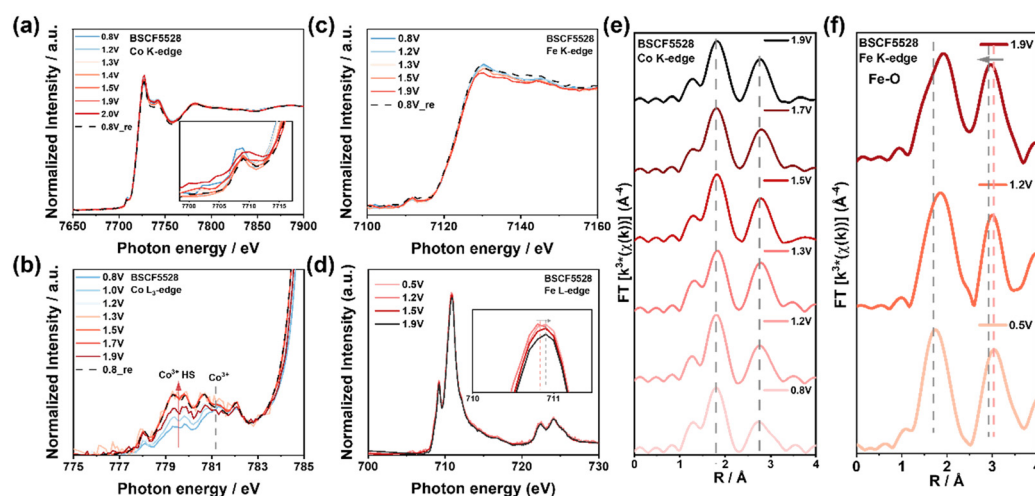 (a)
Normalized Intensity / a.u.
0.8V
1.2V
1.3V
1.4V
1.5V
1.9V
2.0V
0.8V_re
BSCF5528
Co K-edge
7708 7705 7710 7715
7650 7700 7750 7800 7850 7900
Photon energy / eV
(b)
Normalized Intensity / a.u.
0.8V
1.0V
1.2V
1.3V
1.5V
1.7V
1.9V
0.8_re
BSCF5528
Co L₃-edge
Co³⁺ HS
Co³⁺
775 777 779 781 783 785
Photon energy / eV
(c)
Normalized Intensity / a.u.
0.8V
1.2V
1.3V
1.5V
1.9V
0.8V_re
BSCF5528
Fe K-edge
7100 7120 7140 7160
Photon energy / eV
(d)
Normalized Intensity (a.u.)
0.5V
1.2V
1.5V
1.9V
BSCF5528
Fe L-edge
710 711
700 710 720 730
Photon energy (eV)
(e)
FT [k³*(χ(k))] (Å⁻⁴)
BSCF5528
Co K-edge
1.9V
1.7V
1.5V
1.3V
1.2V
0.8V
0 1 2 3 4
R / Å
(f)
FT [k³*(χ(k))] (Å⁻⁴)
BSCF5528
Fe K-edge
Fe-O
1.9V
1.2V
0.5V
0 1 2 3 4
R / Å